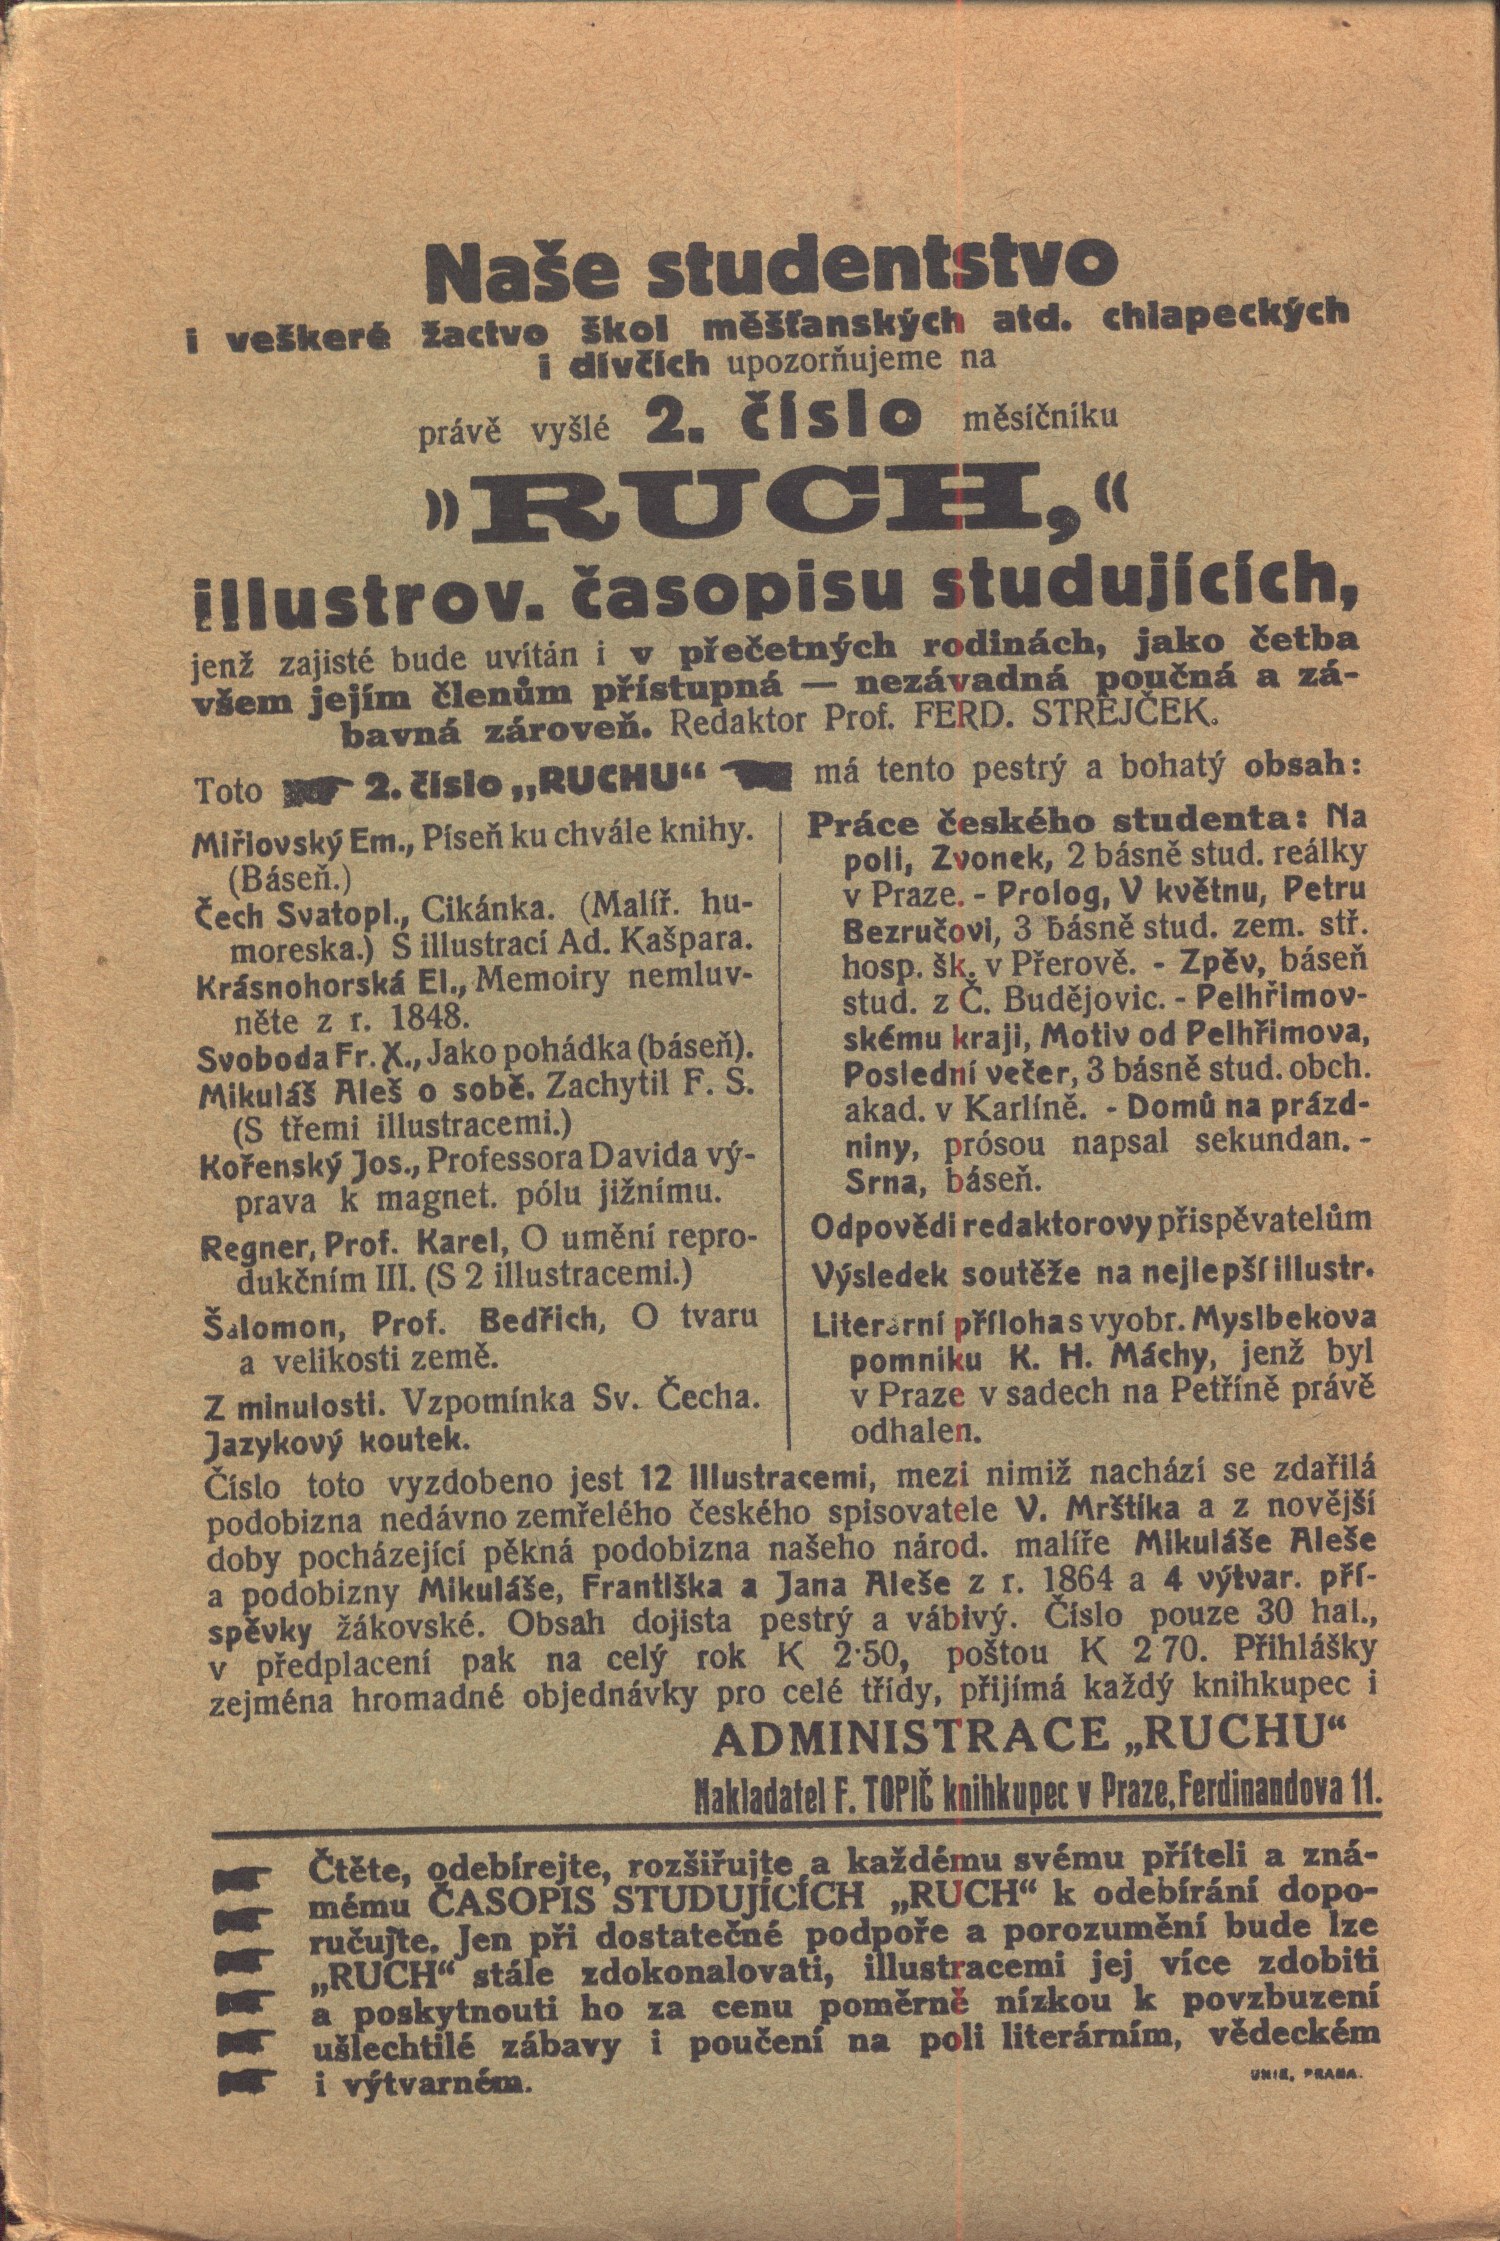 Naše studentstvo
i veškeré žactvo škol měšťanských atd. chlapeckých
i dívčích upozorňujeme na
právě vyšlé 2. číslo měsíčníku
»RUCH,«
illustrov. časopisu studujících,
jenž zajisté bude uvítán i v přečetných rodinách, jako četba
všem jejím členům přístupná — nezávadná poučná a zá-
bavná zároveň. Redaktor Prof. FERD. STREJČEK.
Toto 2. číslo „RUCHU“ má tento pestrý a bohatý obsah:
Miřiovský Em., Píseň ku chvále knihy.
(Báseň.)
Čech Svatopl., Cikánka. (Malíř. hu-
moreska.) S illustrací Ad. Kašpara.
Krásnohorská El., Memoiry nemluv-
něte z r. 1848.
Svoboda Fr. X., Jako pohádka (báseň).
Mikuláš Aleš o sobě. Zachytil F. S.
(S třemi illustracemi.)
Kořenský Jos., Professora Davida vý-
prava k magnet. pólu jižnímu.
Regner, Prof. Karel, O umění repro-
dukčním III. (S 2 illustracemi.)
Šalomon, Prof. Bedřich, O tvaru
a velikosti země.
Z minulosti. Vzpomínka Sv. Čecha.
Jazykový koutek.
Práce českého studenta: Na
poli, Zvonek, 2 básně stud. reálky
v Praze. - Prolog, V květnu, Petru
Bezručovi, 3 básně stud. zem. stř.
hosp. šk. v Přerově. - Zpěv, báseň
stud. z Č. Budějovic. - Pelhřimov-
skému kraji, Motiv od Pelhřimova,
Poslední večer, 3 básně stud. obch.
akad. v Karlíně. - Domů na prázd-
niny, prósou napsal sekundan. -
Srna, báseň.
Odpovědi redaktorovy přispěvatelům
Výsledek soutěže na nejlepší illustr.
Literární příloha s vyobr. Myslbekova
pomniku K. H. Máchy, jenž byl
v Praze v sadech na Petříně právě
odhalen.
Číslo toto vyzdobeno jest 12 illustracemi, mezi nimiž nachází se zdařilá
podobizna nedávno zemřelého českého spisovatele V. Mrštíka a z novější
doby pocházející pěkná podobizna našeho národ. malíře Mikuláše Aleše
a podobizny Mikuláše, Františka a Jana Aleše z r. 1864 a 4 výtvar. pří-
spěvky žákovské. Obsah dojista pestrý a vábivý. Číslo pouze 30 hal.,
v předplacení pak na celý rok K 2·50, poštou K 2 70. Přihlášky
zejména hromadné objednávky pro celé třídy, přijímá každý knihkupec i
ADMINISTRACE „RUCHU“
Nakladatel F. TOPIČ knihkupec v Praze, Ferdinandova 11.
Čtěte, odebírejte, rozšiřujte a každému svému příteli a zná-
mému ČASOPIS STUDUJÍCÍCH „RUCH“ k odebírání dopo-
ručujte. Jen při dostatečné podpoře a porozumění bude lze
„RUCH“ stále zdokonalovati, illustracemi jej více zdobiti
a poskytnouti ho za cenu poměrně nízkou k povzbuzení
ušlechtilé zábavy i poučení na poli literárním, vědeckém
i výtvarném.
UNIE, PRAHA.